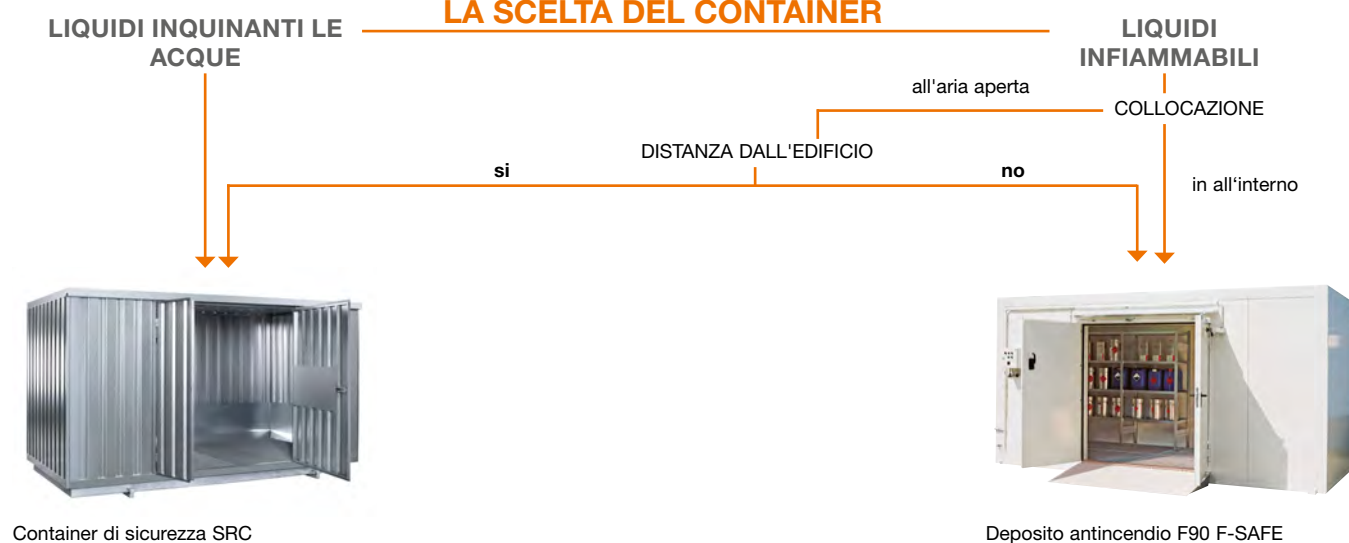 LA SCELTA DEL CONTAINER
LIQUIDI INQUINANTI LE
ACQUE
LIQUIDI
INFIAMMABILI
all'aria aperta
COLLOCAZIONE
DISTANZA DALL'EDIFICIO
si
no
in all‘interno
Container di sicurezza SRC
Deposito antincendio F90 F-SAFE